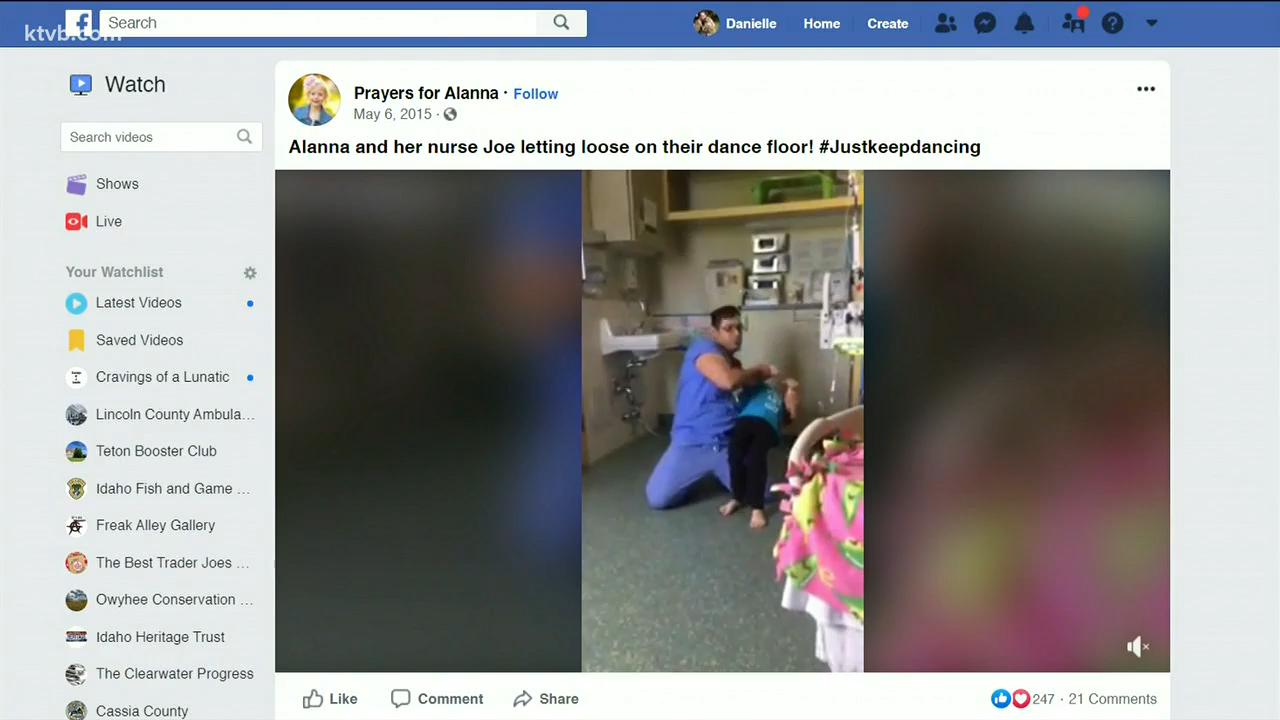 ktvb.com
Search
Danielle
Home
Create
Watch
Search videos
Shows
Live
Your Watchlist
Latest Videos
Saved Videos
Cravings of a Lunatic
Lincoln County Ambula...
Teton Booster Club
Idaho Fish and Game ...
Freak Alley Gallery
The Best Trader Joes ...
Owyhee Conservation ...
Idaho Heritage Trust
The Clearwater Progress
Cassia County
Prayers for Alanna · Follow
May 6, 2015 ·
Alanna and her nurse Joe letting loose on their dance floor! #Justkeepdancing
Like
Comment
Share
247 · 21 Comments